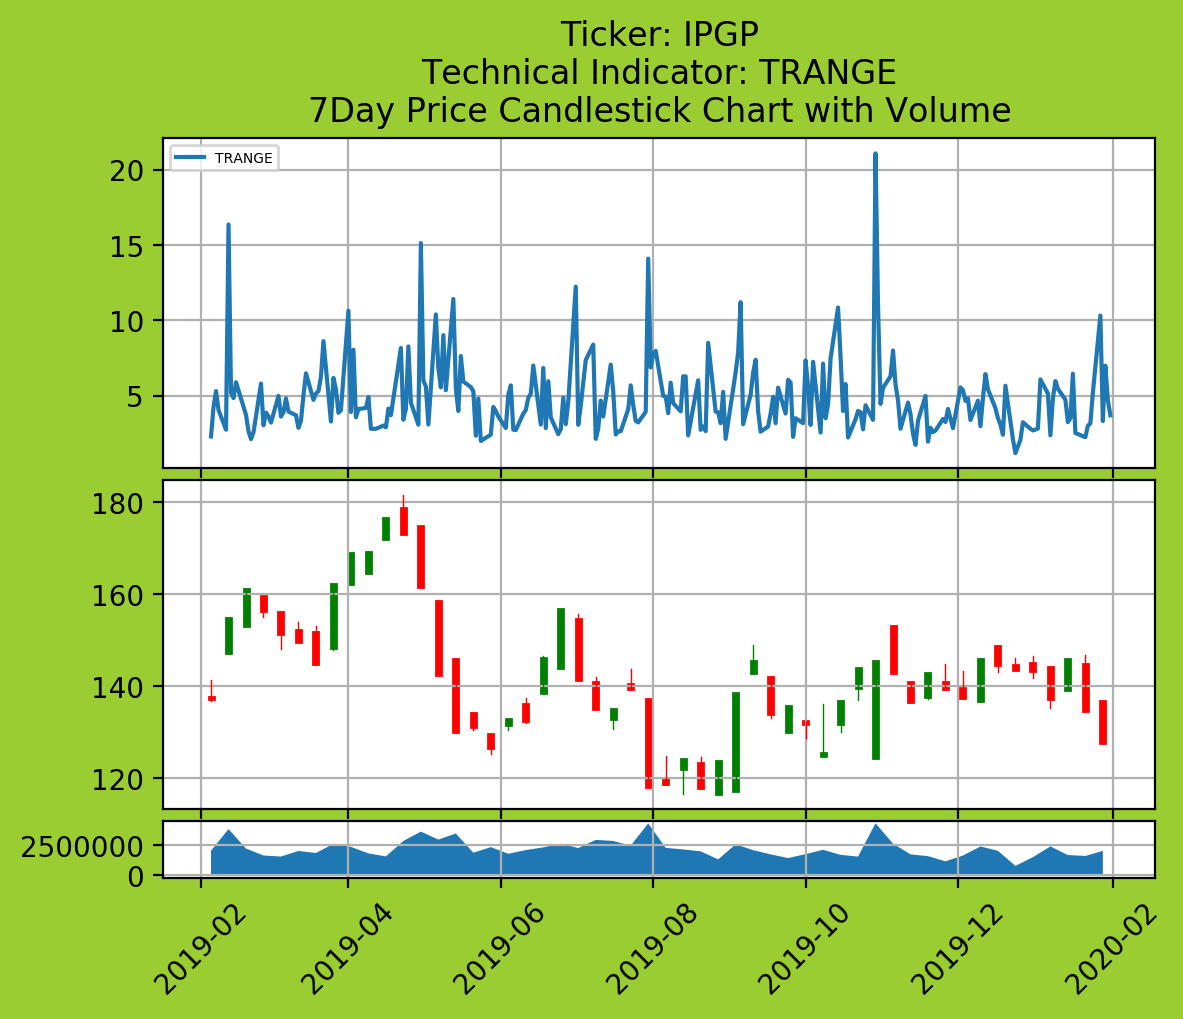 Ticker: IPGP
Technical Indicator: TRANGE
7Day Price Candlestick Chart with Volume
TRANGE
20
15
10
5
180
160
140
120
2500000
0
2019-02 2019-04 2019-06 2019-08 2019-10 2019-12 2020-02